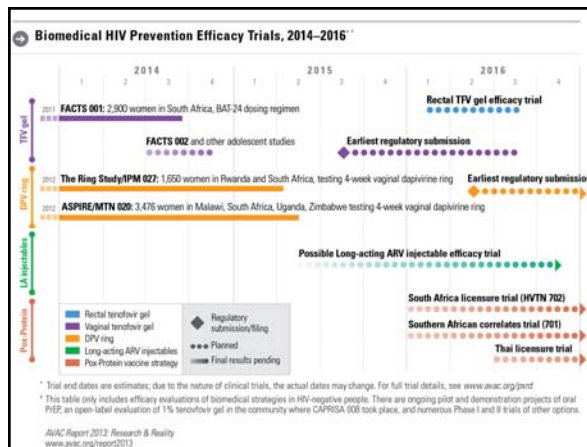 Biomedical HIV Prevention Efficacy Trials, 2014–2016**
2014 2015 2016
1 2 3 4 1 2 3 4 1 2 3 4
TFV gel
2011 FACTS 001: 2,900 women in South Africa, BAT-24 dosing regimen
Rectal TFV gel efficacy trial
FACTS 002 and other adolescent studies
Earliest regulatory submission
DPV ring
2012 The Ring Study/IPM 027: 1,650 women in Rwanda and South Africa, testing 4-week vaginal dapivirine ring
Earliest regulatory submission
2012 ASPIRE/MTN 020: 3,476 women in Malawi, South Africa, Uganda, Zimbabwe testing 4-week vaginal dapivirine ring
LA injectables
Possible Long-acting ARV injectable efficacy trial
Pox-Protein
South Africa licensure trial (HVTN 702)
Southern African correlates trial (701)
Thai licensure trial
Rectal tenofovir gel
Vaginal tenofovir gel
DPV ring
Long-acting ARV injectables
Pox-Protein vaccine strategy
Regulatory
submission/filing
Planned
Final results pending
* Trial end dates are estimates; due to the nature of clinical trials, the actual dates may change. For full trial details, see www.avac.org/pxrd.
* This table only includes efficacy evaluations of biomedical strategies in HIV-negative people. There are ongoing pilot and demonstration projects of oral
PrEP, an open-label evaluation of 1% tenofovir gel in the community where CAPRISA 008 took place, and numerous Phase I and II trials of other options.
AVAC Report 2013: Research & Reality
www.avac.org/report2013